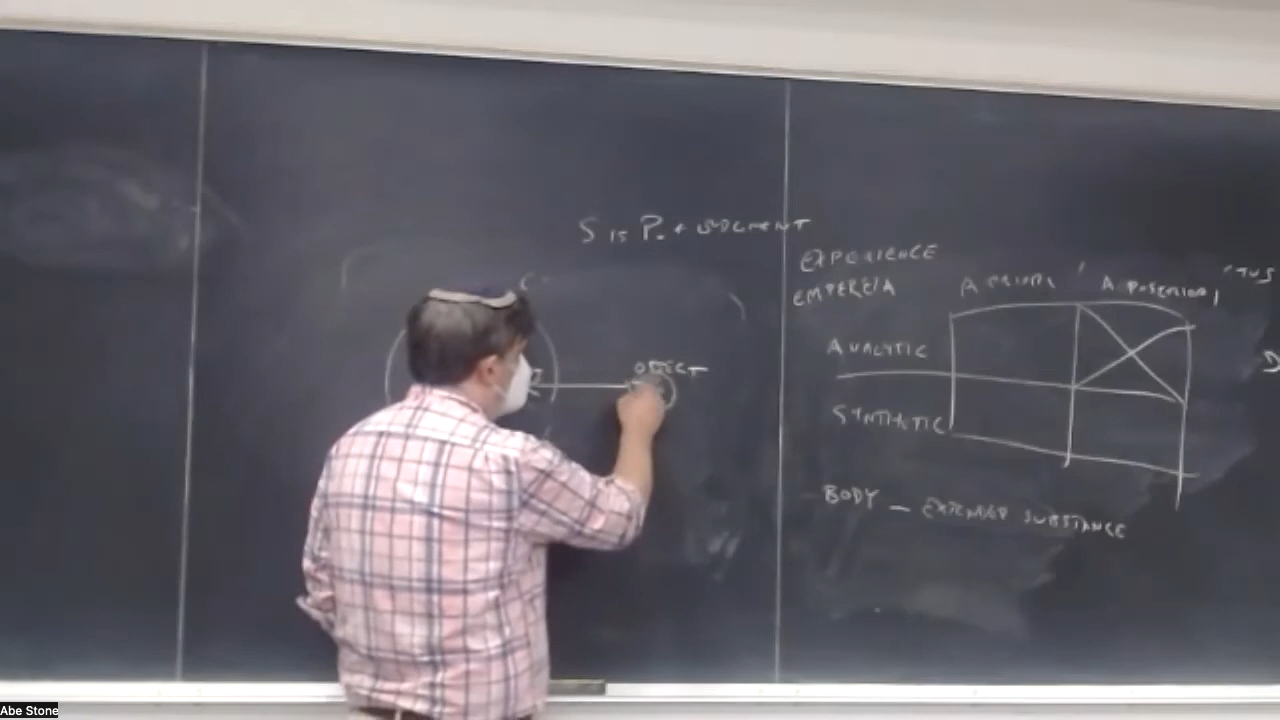 S IS P. + JUDGMENT
EXPERIENCE
EMPEREIA
A PRIORI
A POSTERIORI
ANALYTIC
OBJECT
SYNTHETIC
BODY — EXTENDED SUBSTANCE
Abe Stone